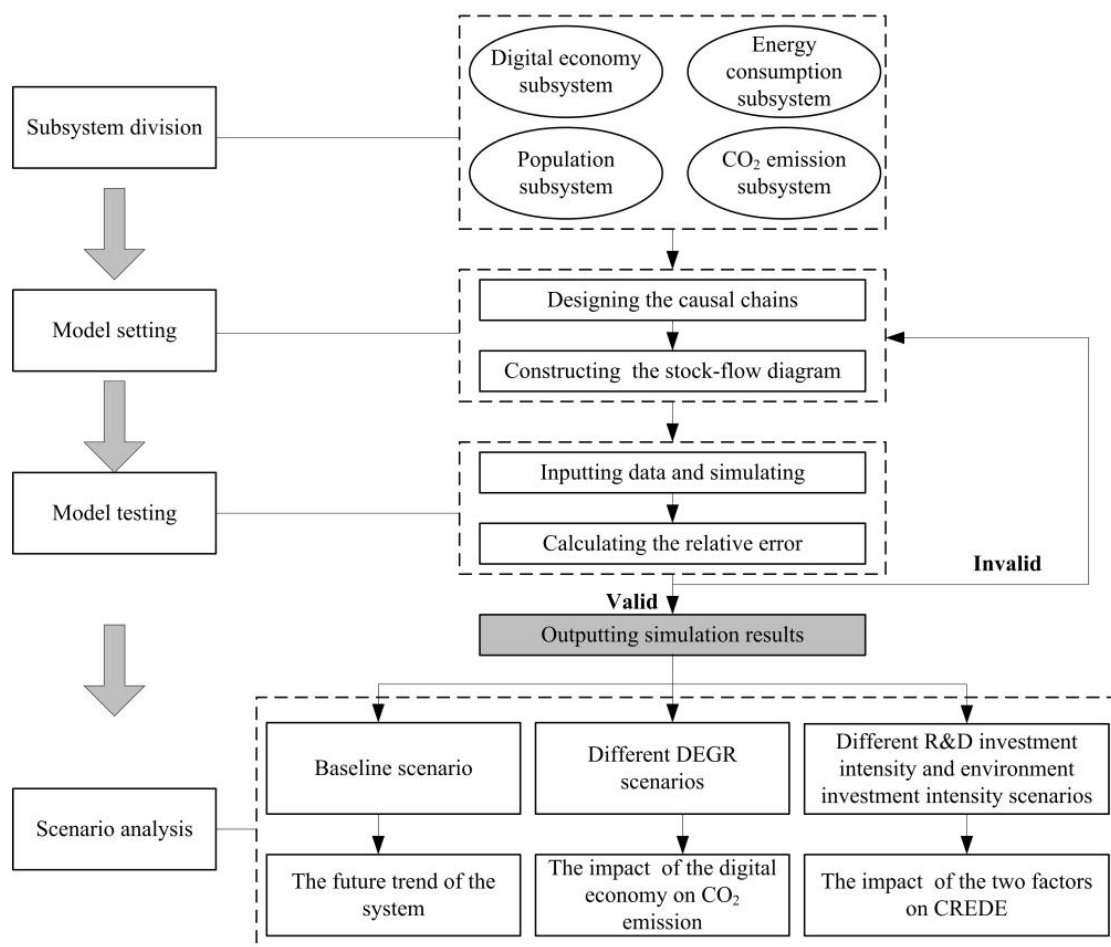 Subsystem division
Digital economy
subsystem
Energy
consumption
subsystem
Population
subsystem
CO₂ emission
subsystem
Model setting
Designing the causal chains
Constructing the stock-flow diagram
Model testing
Inputting data and simulating
Calculating the relative error
Invalid
Valid
Outputting simulation results
Scenario analysis
Baseline scenario
Different DEGR
scenarios
Different R&D investment
intensity and environment
investment intensity scenarios
The future trend of the
system
The impact of the digital
economy on CO₂
emission
The impact of the two factors
on CREDE